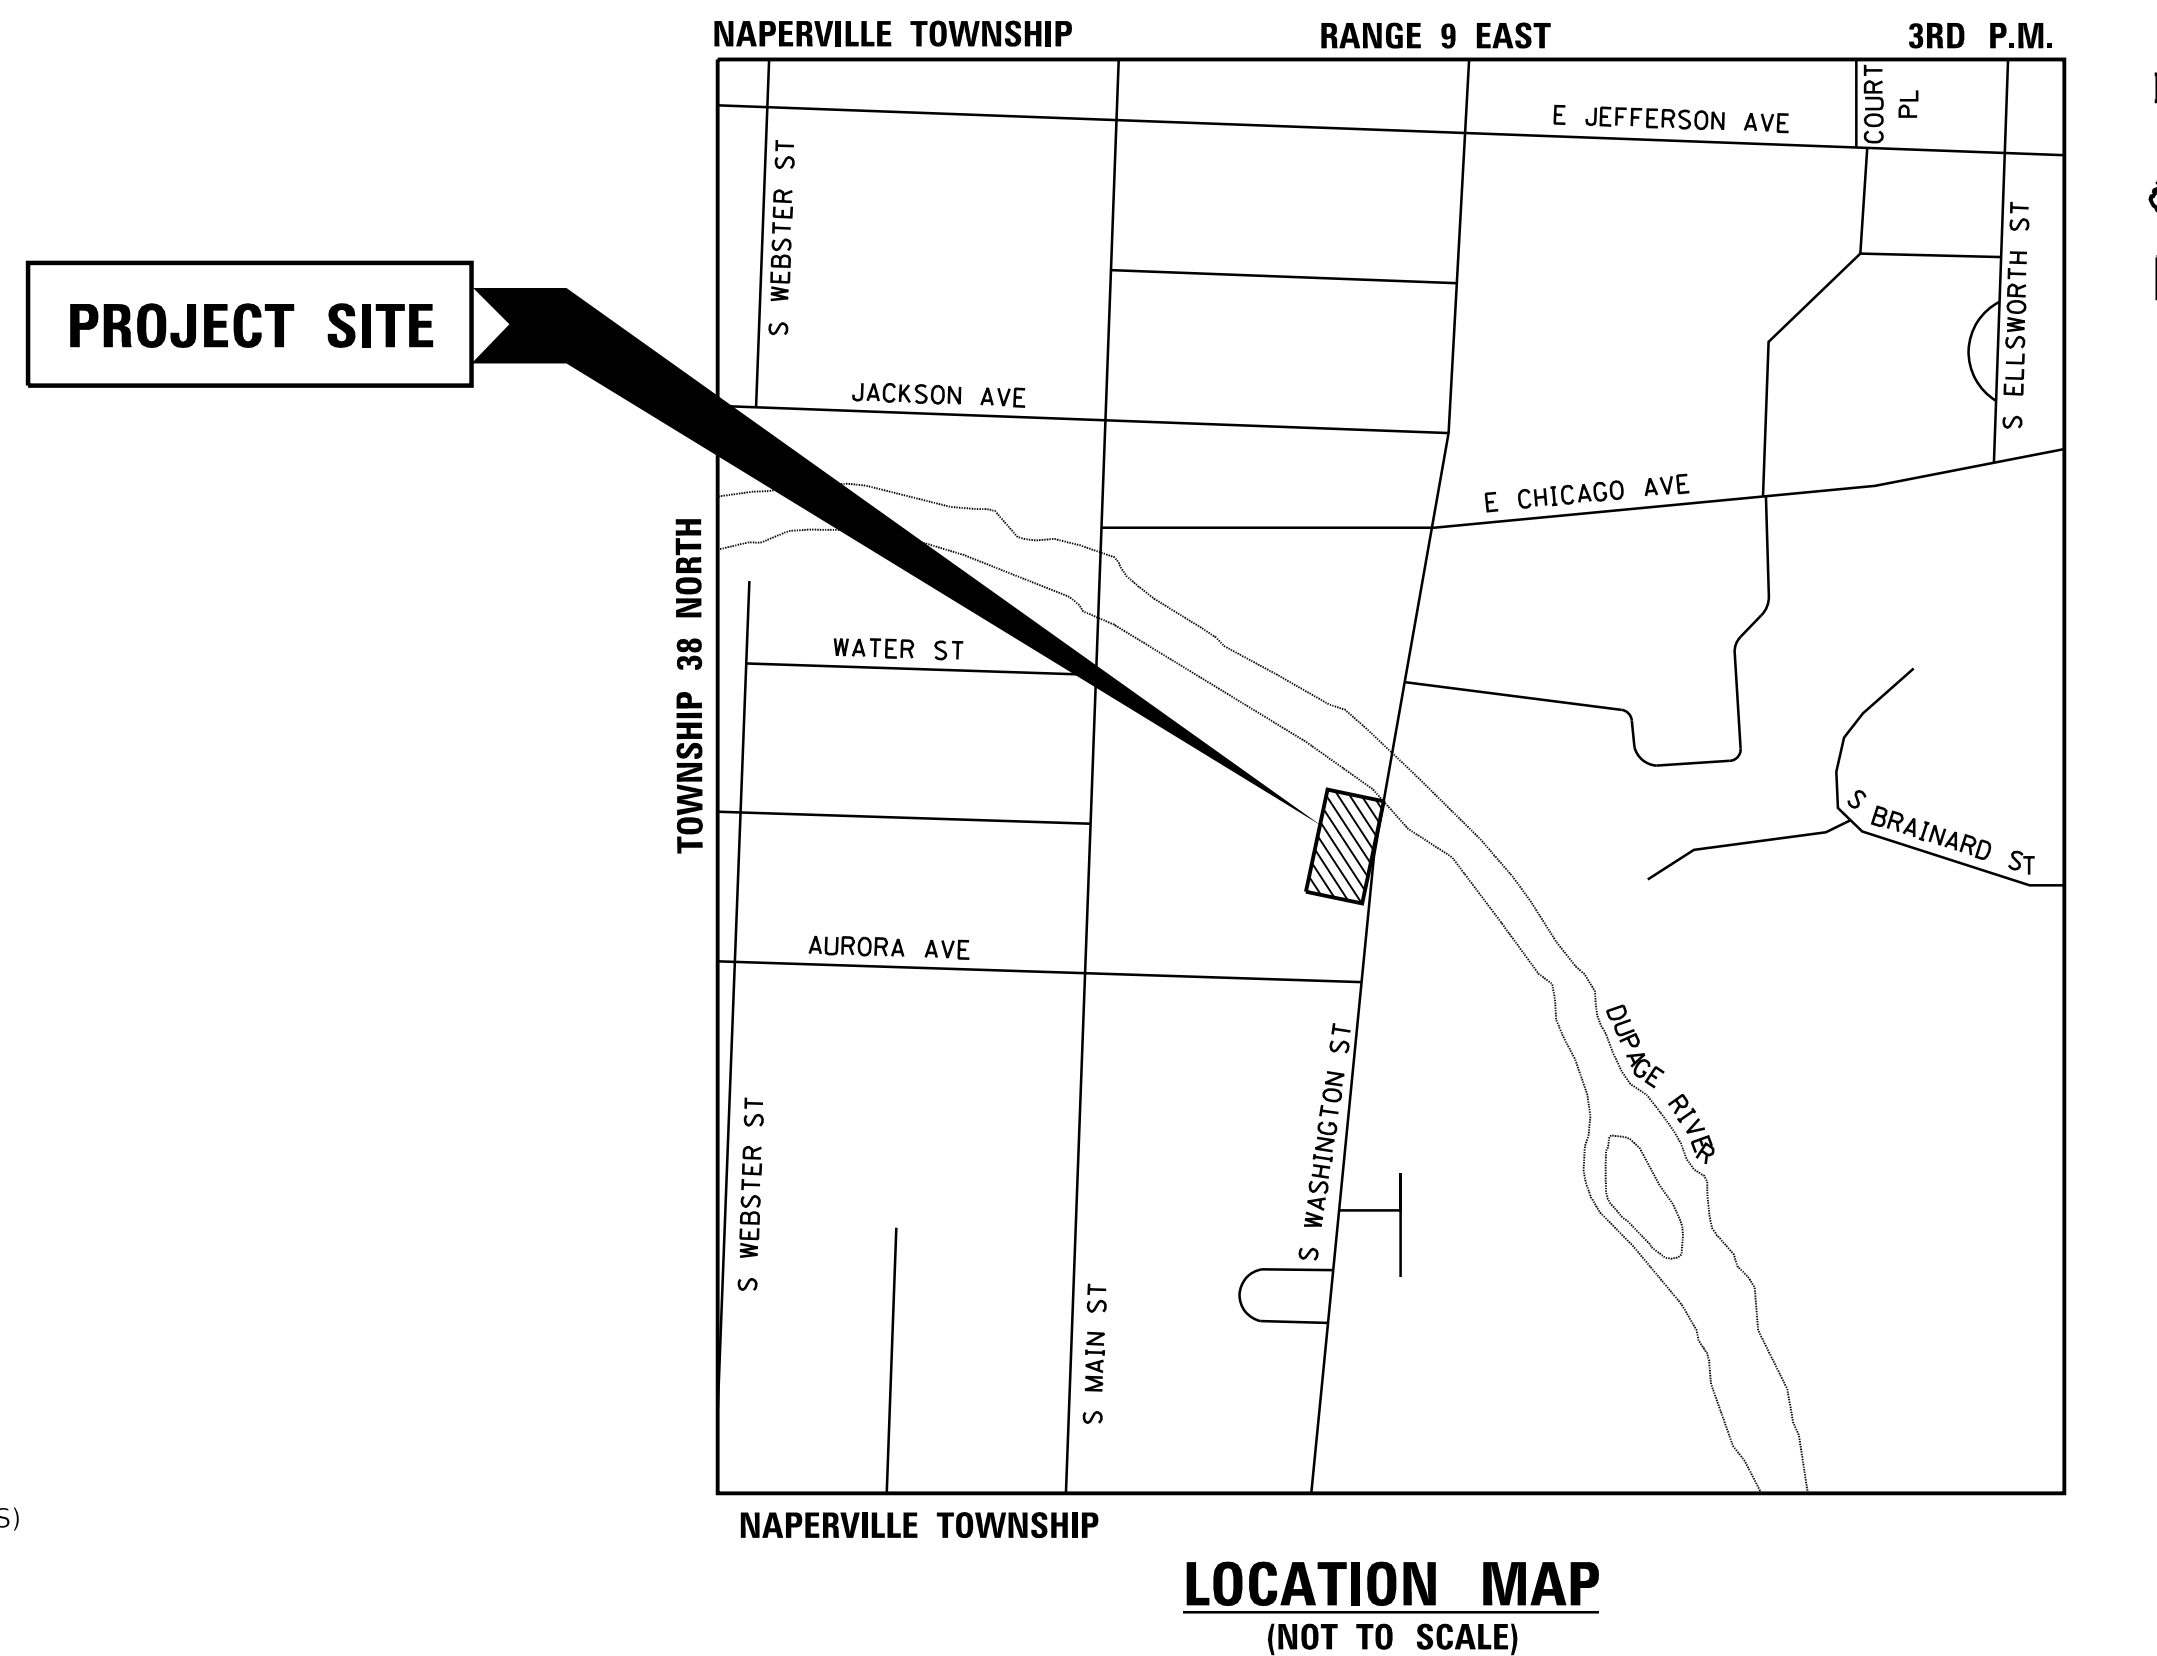 NAPERVILLE TOWNSHIP RANGE 9 EAST 3RD P.M.
COURT
PL
E JEFFERSON AVE
S WEBSTER ST
S ELLSWORTH ST
PROJECT SITE
JACKSON AVE
E CHICAGO AVE
TOWNSHIP 38 NORTH
WATER ST
S BRAINARD ST
AURORA AVE
DUPAGE RIVER
S WASHINGTON ST
S WEBSTER ST
S MAIN ST
S)
NAPERVILLE TOWNSHIP
LOCATION MAP
(NOT TO SCALE)